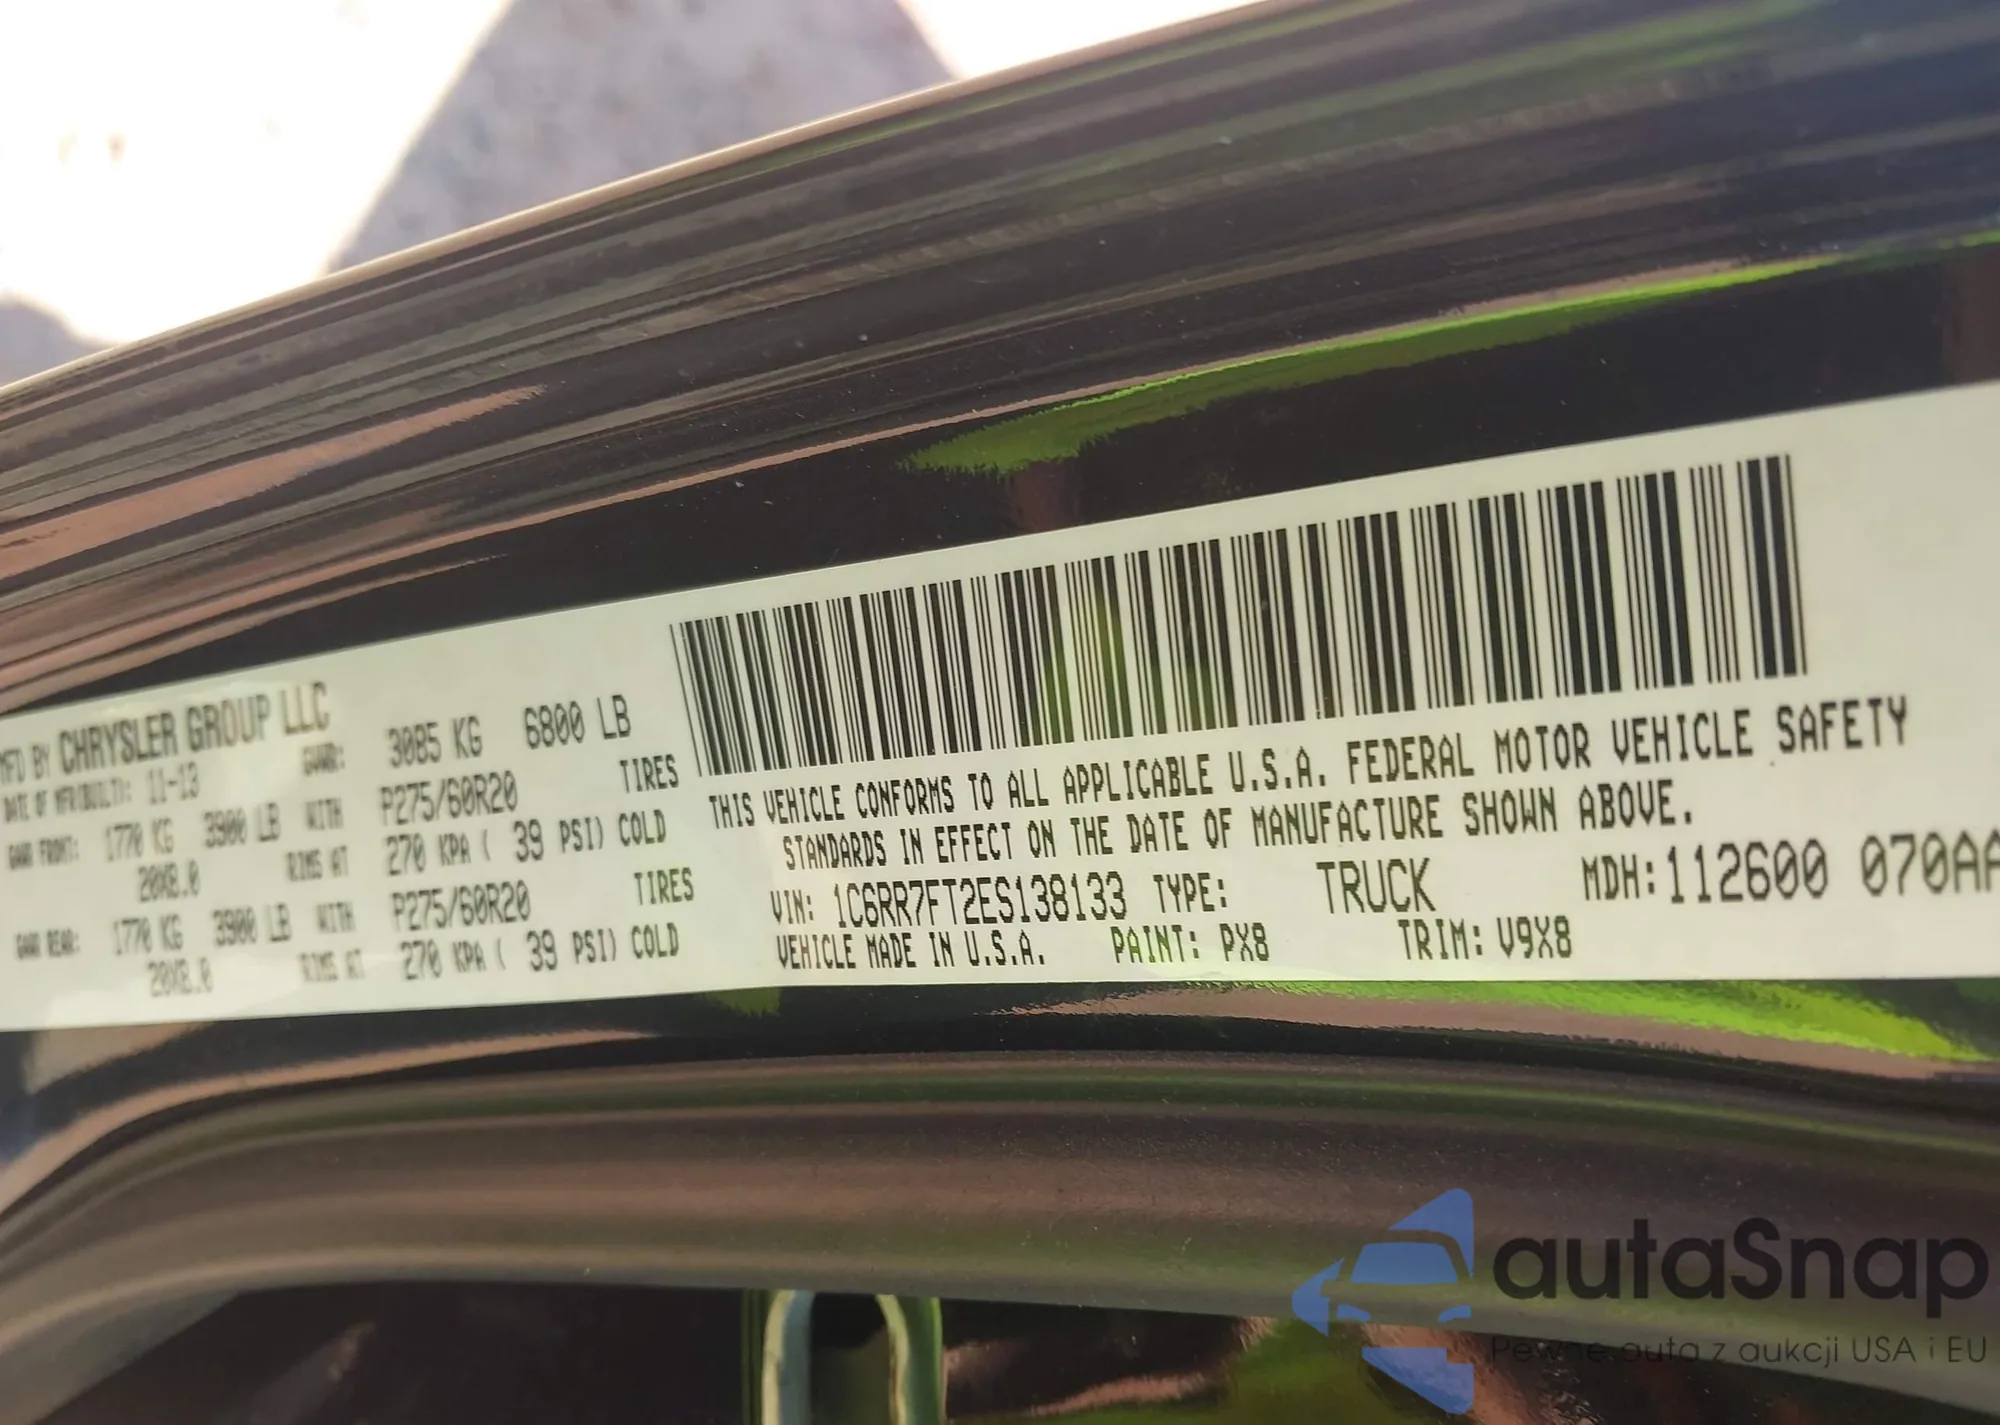 MFD BY CHRYSLER GROUP LLC
DATE OF MFR(BUILT): 11-13 GVWR: 3085 KG 6800 LB
GAWR FRONT: 1770 KG 3900 LB WITH P275/60R20 TIRES
20X8.0 RIMS AT 270 KPA ( 39 PSI) COLD
GAWR REAR: 1770 KG 3900 LB WITH P275/60R20 TIRES
20X8.0 RIMS AT 270 KPA ( 39 PSI) COLD
THIS VEHICLE CONFORMS TO ALL APPLICABLE U.S.A. FEDERAL MOTOR VEHICLE SAFETY
STANDARDS IN EFFECT ON THE DATE OF MANUFACTURE SHOWN ABOVE.
VIN: 1C6RR7FT2ES138133 TYPE: TRUCK MDH:112600 070AA
VEHICLE MADE IN U.S.A. PAINT: PX8 TRIM: V9X8
autaSnap
Pewne auta z aukcji USA i EU